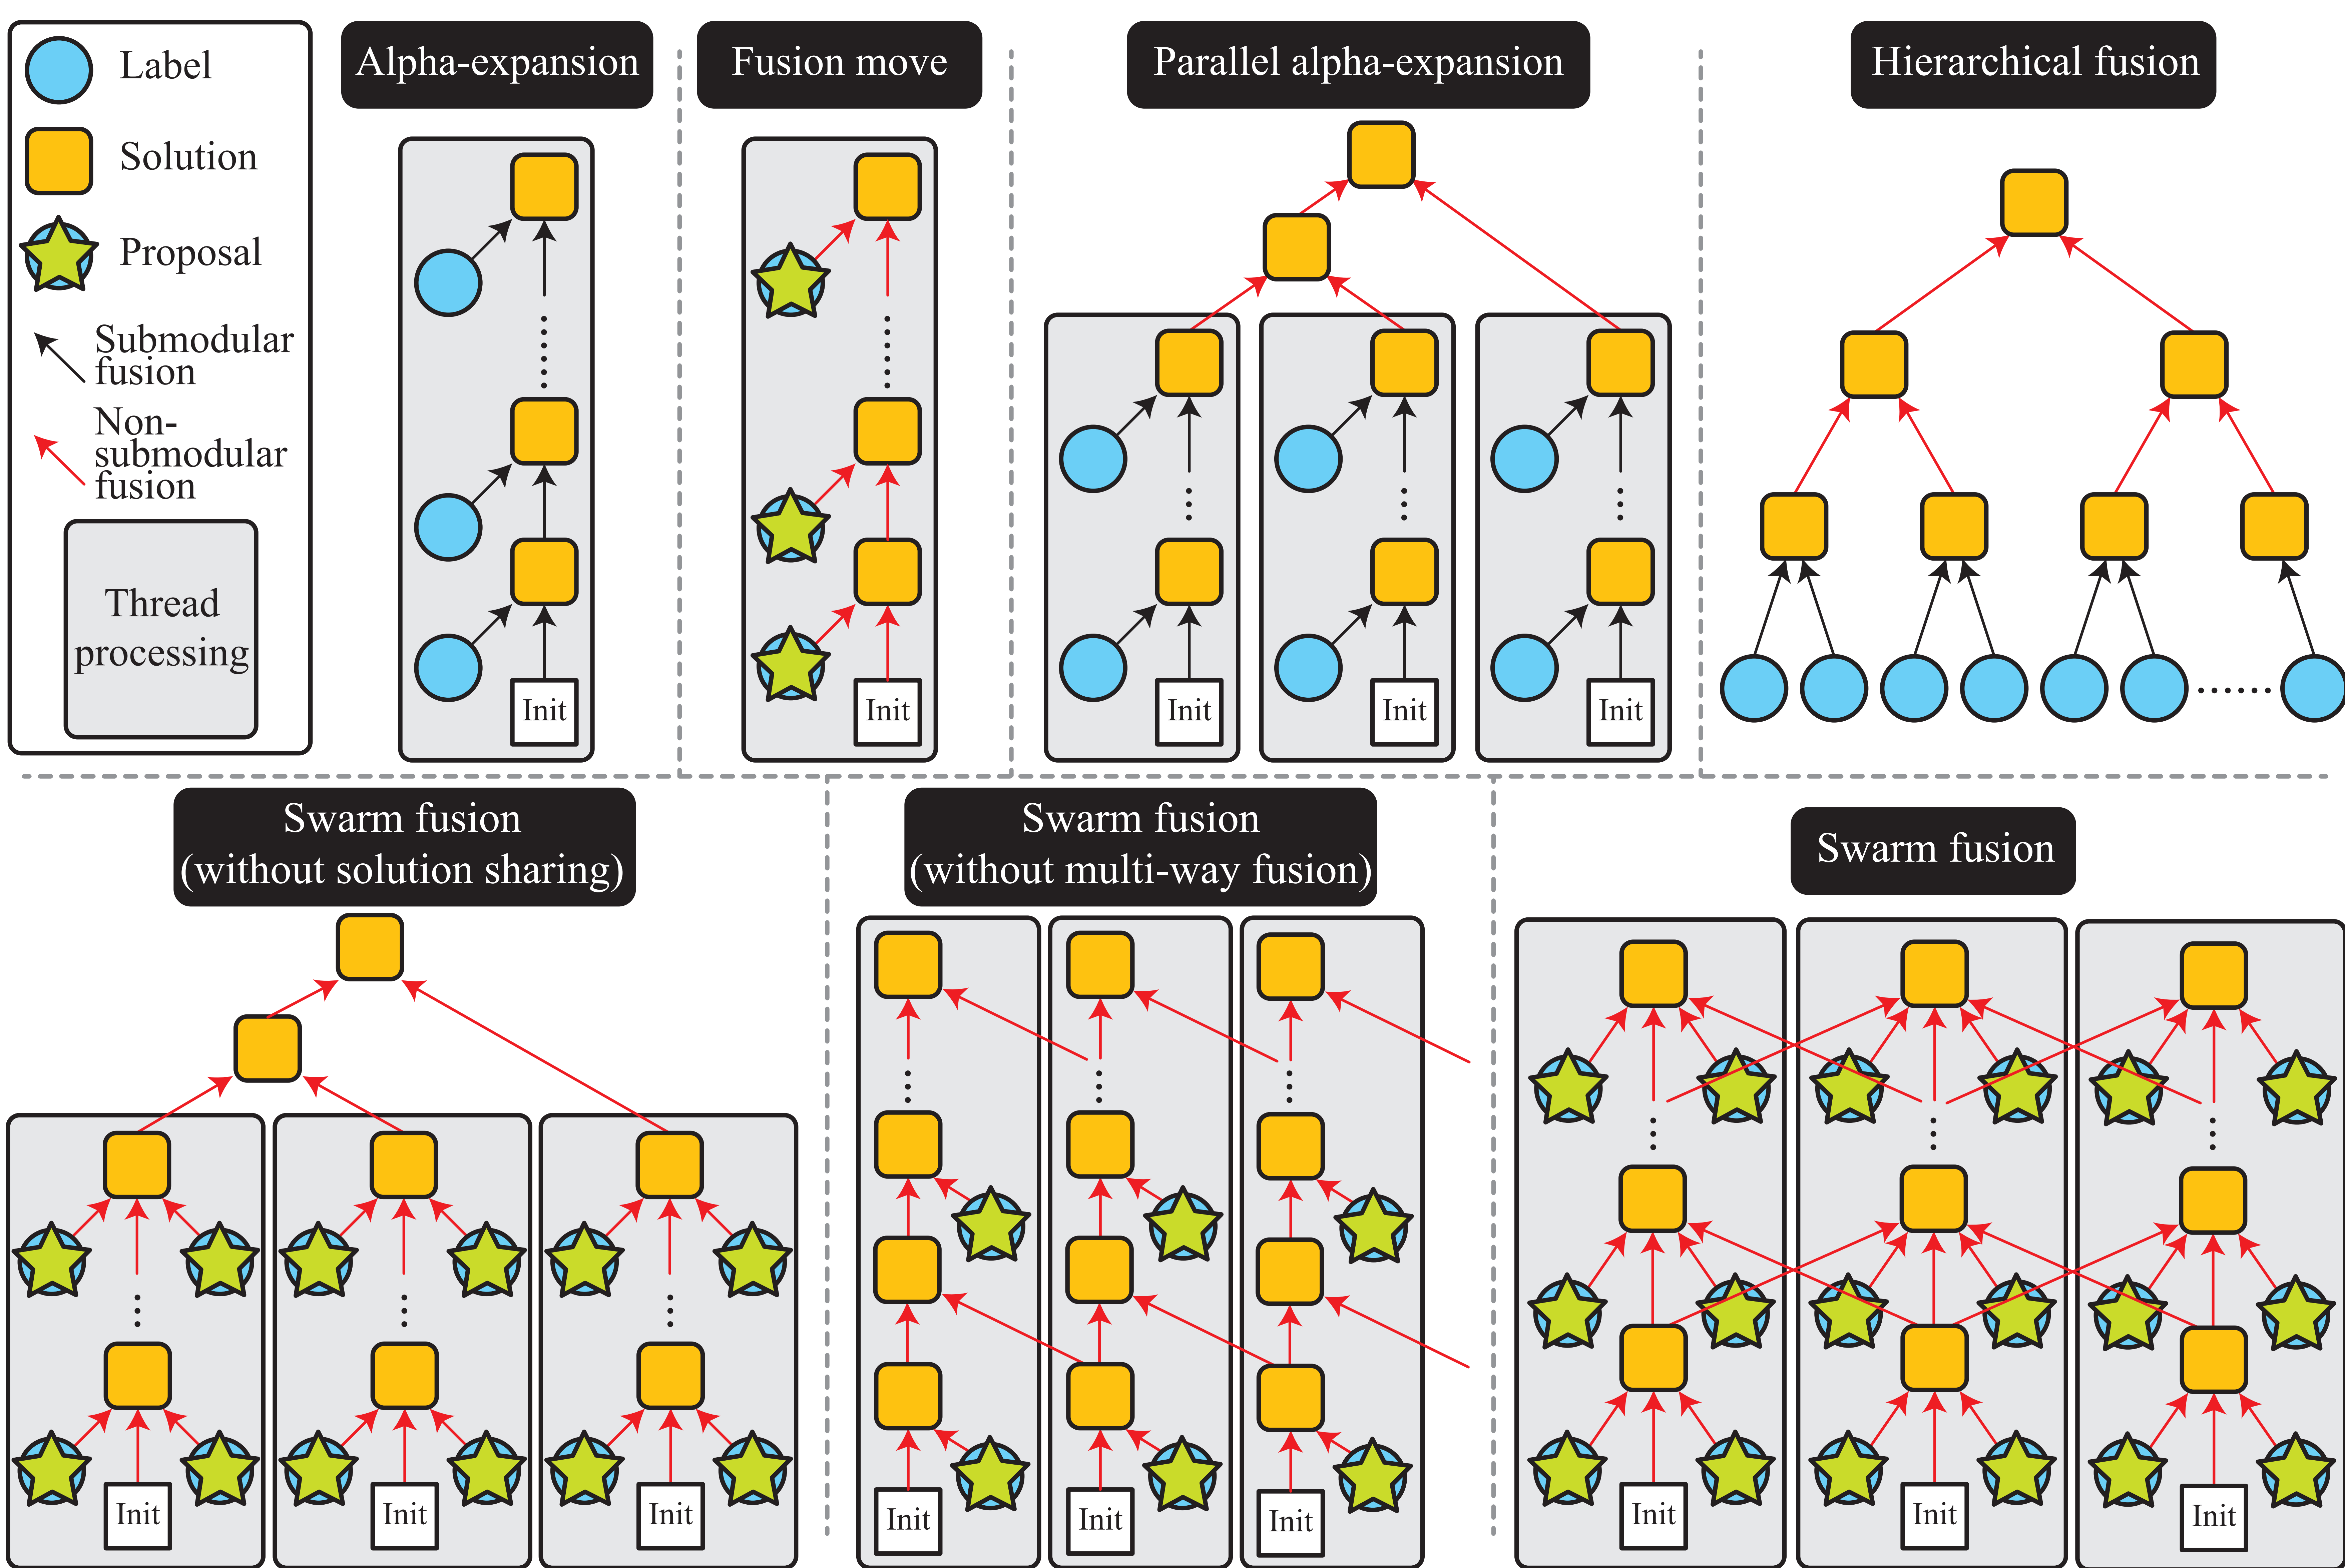 Label
Solution
Proposal
Submodular
fusion
Non-
submodular
fusion
Thread
processing
Alpha-expansion
Init
Fusion move
Init
Parallel alpha-expansion
Init
Init
Init
Hierarchical fusion
Swarm fusion
(without solution sharing)
Init
Init
Init
Swarm fusion
(without multi-way fusion)
Init
Init
Init
Swarm fusion
Init
Init
Init